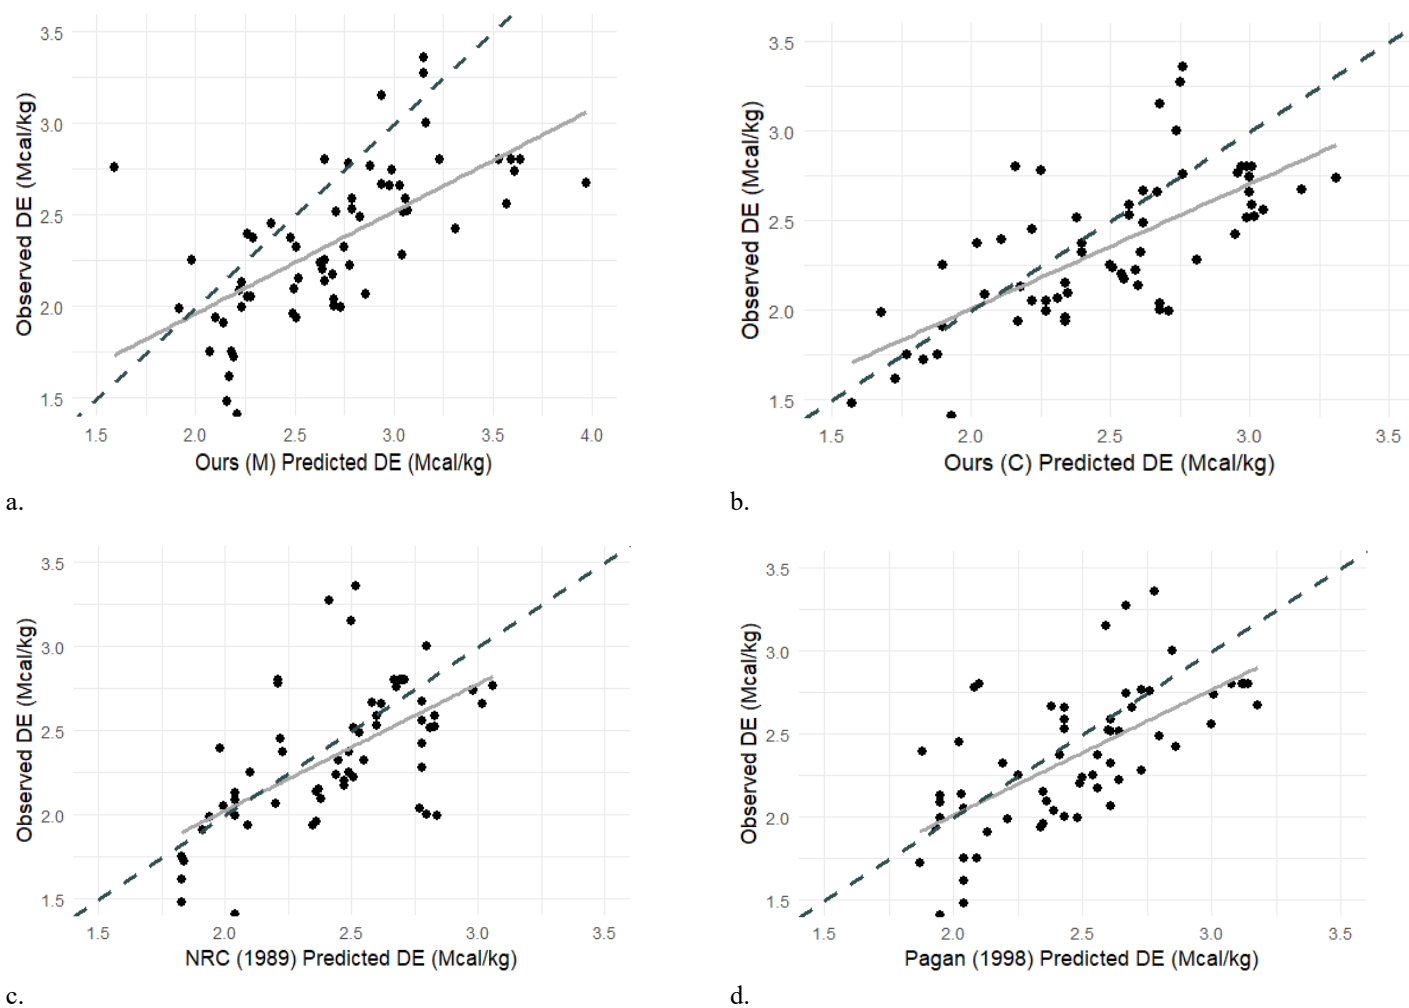 3.5
3.0
2.5
2.0
1.5
Observed DE (Mcal/kg)
1.5 2.0 2.5 3.0 3.5 4.0
Ours (M) Predicted DE (Mcal/kg)
a.
3.5
3.0
2.5
2.0
1.5
Observed DE (Mcal/kg)
1.5 2.0 2.5 3.0 3.5
Ours (C) Predicted DE (Mcal/kg)
b.
3.5
3.0
2.5
2.0
1.5
Observed DE (Mcal/kg)
1.5 2.0 2.5 3.0 3.5
NRC (1989) Predicted DE (Mcal/kg)
c.
3.5
3.0
2.5
2.0
1.5
Observed DE (Mcal/kg)
1.5 2.0 2.5 3.0 3.5
Pagan (1998) Predicted DE (Mcal/kg)
d.